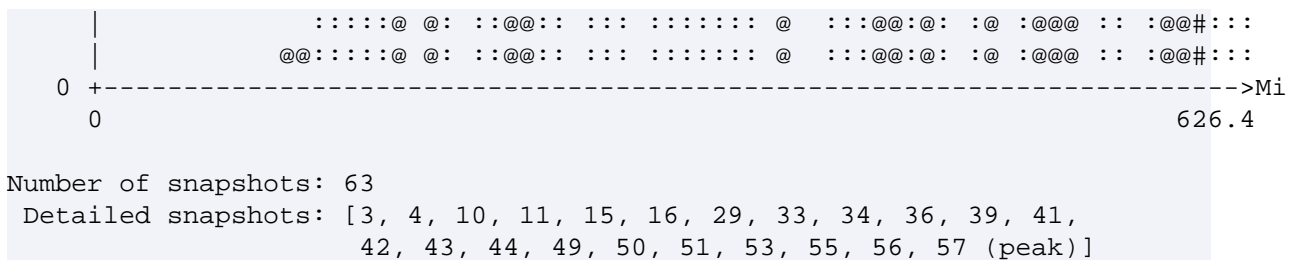 |             :::::@ @: ::@@:: ::: ::::::: @  :::@@:@: :@ :@@@ :: :@@#:::
|           @@:::::@ @: ::@@:: ::: ::::::: @  :::@@:@: :@ :@@@ :: :@@#:::
0 +----------------------------------------------------------------------->Mi
0                                                                   626.4
Number of snapshots: 63
Detailed snapshots: [3, 4, 10, 11, 15, 16, 29, 33, 34, 36, 39, 41,
42, 43, 44, 49, 50, 51, 53, 55, 56, 57 (peak)]